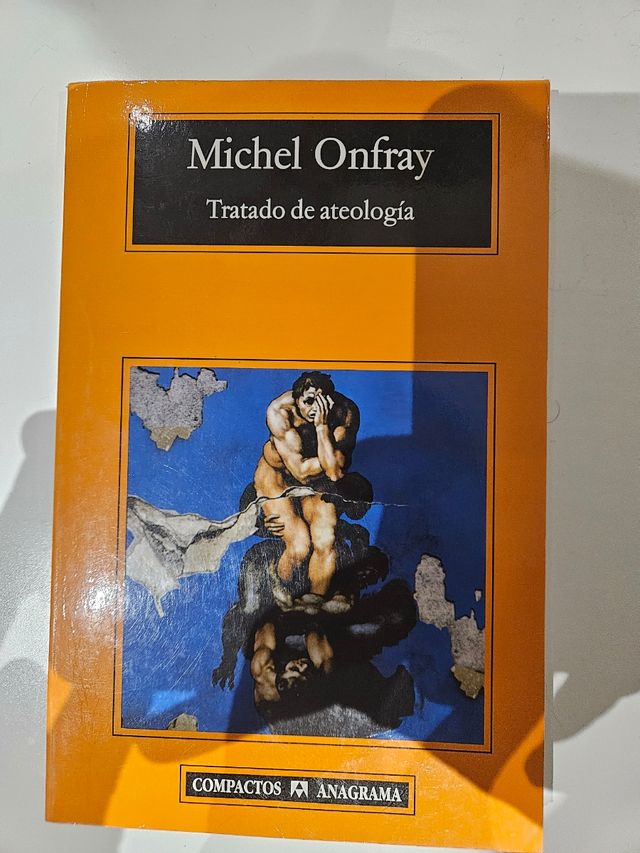 Michel Onfray
Tratado de ateología
COMPACTOS ANAGRAMA